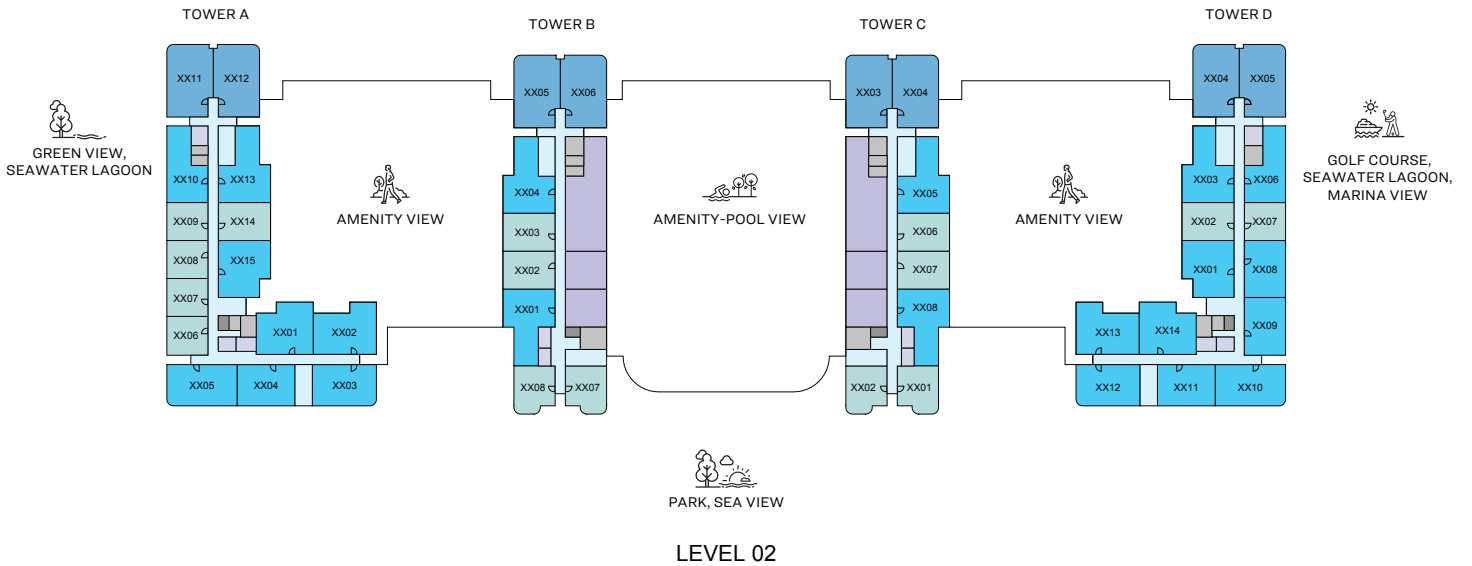 TOWER A
TOWER B
TOWER C
TOWER D
XX11
XX12
XX05
XX06
XX03
XX04
XX04
XX05
GREEN VIEW,
SEAWATER LAGOON
GOLF COURSE,
SEAWATER LAGOON,
MARINA VIEW
XX10
XX13
XX04
XX05
XX03
XX06
AMENITY VIEW
AMENITY-POOL VIEW
AMENITY VIEW
XX09
XX14
XX03
XX06
XX02
XX07
XX08
XX15
XX02
XX07
XX01
XX08
XX07
XX01
XX08
XX06
XX01
XX02
XX13
XX14
XX09
XX05
XX04
XX03
XX08
XX07
XX02
XX01
XX12
XX11
XX10
PARK, SEA VIEW
LEVEL 02